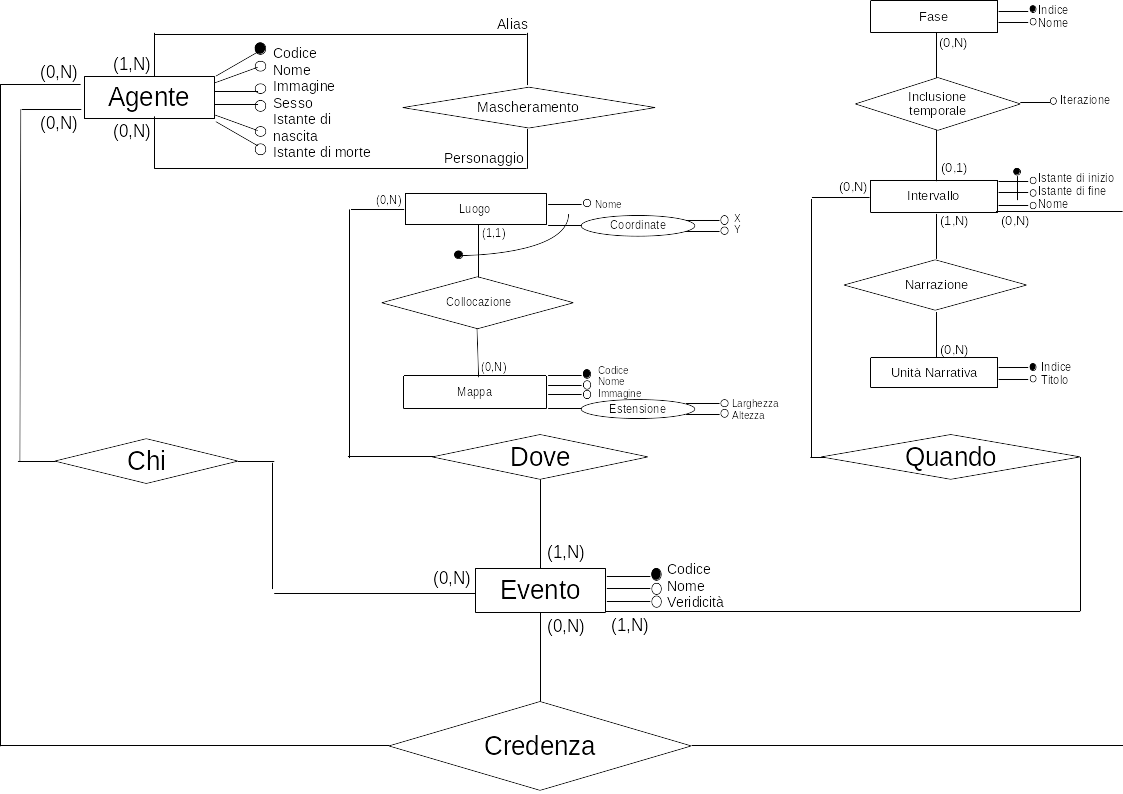 Alias
Codice
Nome
Immagine
Sesso
Istante di
nascita
Istante di morte
(0,N)
(1,N)
Agente
(0,N)
(0,N)
Mascheramento
Personaggio
Fase
Indice
Nome
(0,N)
Inclusione
temporale
Iterazione
(0.1)
(0,N)
Intervallo
Istante di inizio
Istante di fine
Nome
(1,N)
(0,N)
(0,N)
Luogo
Nome
Coordinate
X
Y
(1,1)
Collocazione
(0,N)
Mappa
Codice
Nome
Immagine
Estensione
Larghezza
Altezza
Narrazione
(0,N)
Unità Narrativa
Indice
Titolo
Chi
Dove
Quando
(1,N)
(0,N)
Evento
Codice
Nome
Veridicità
(0,N)
(1,N)
Credenza